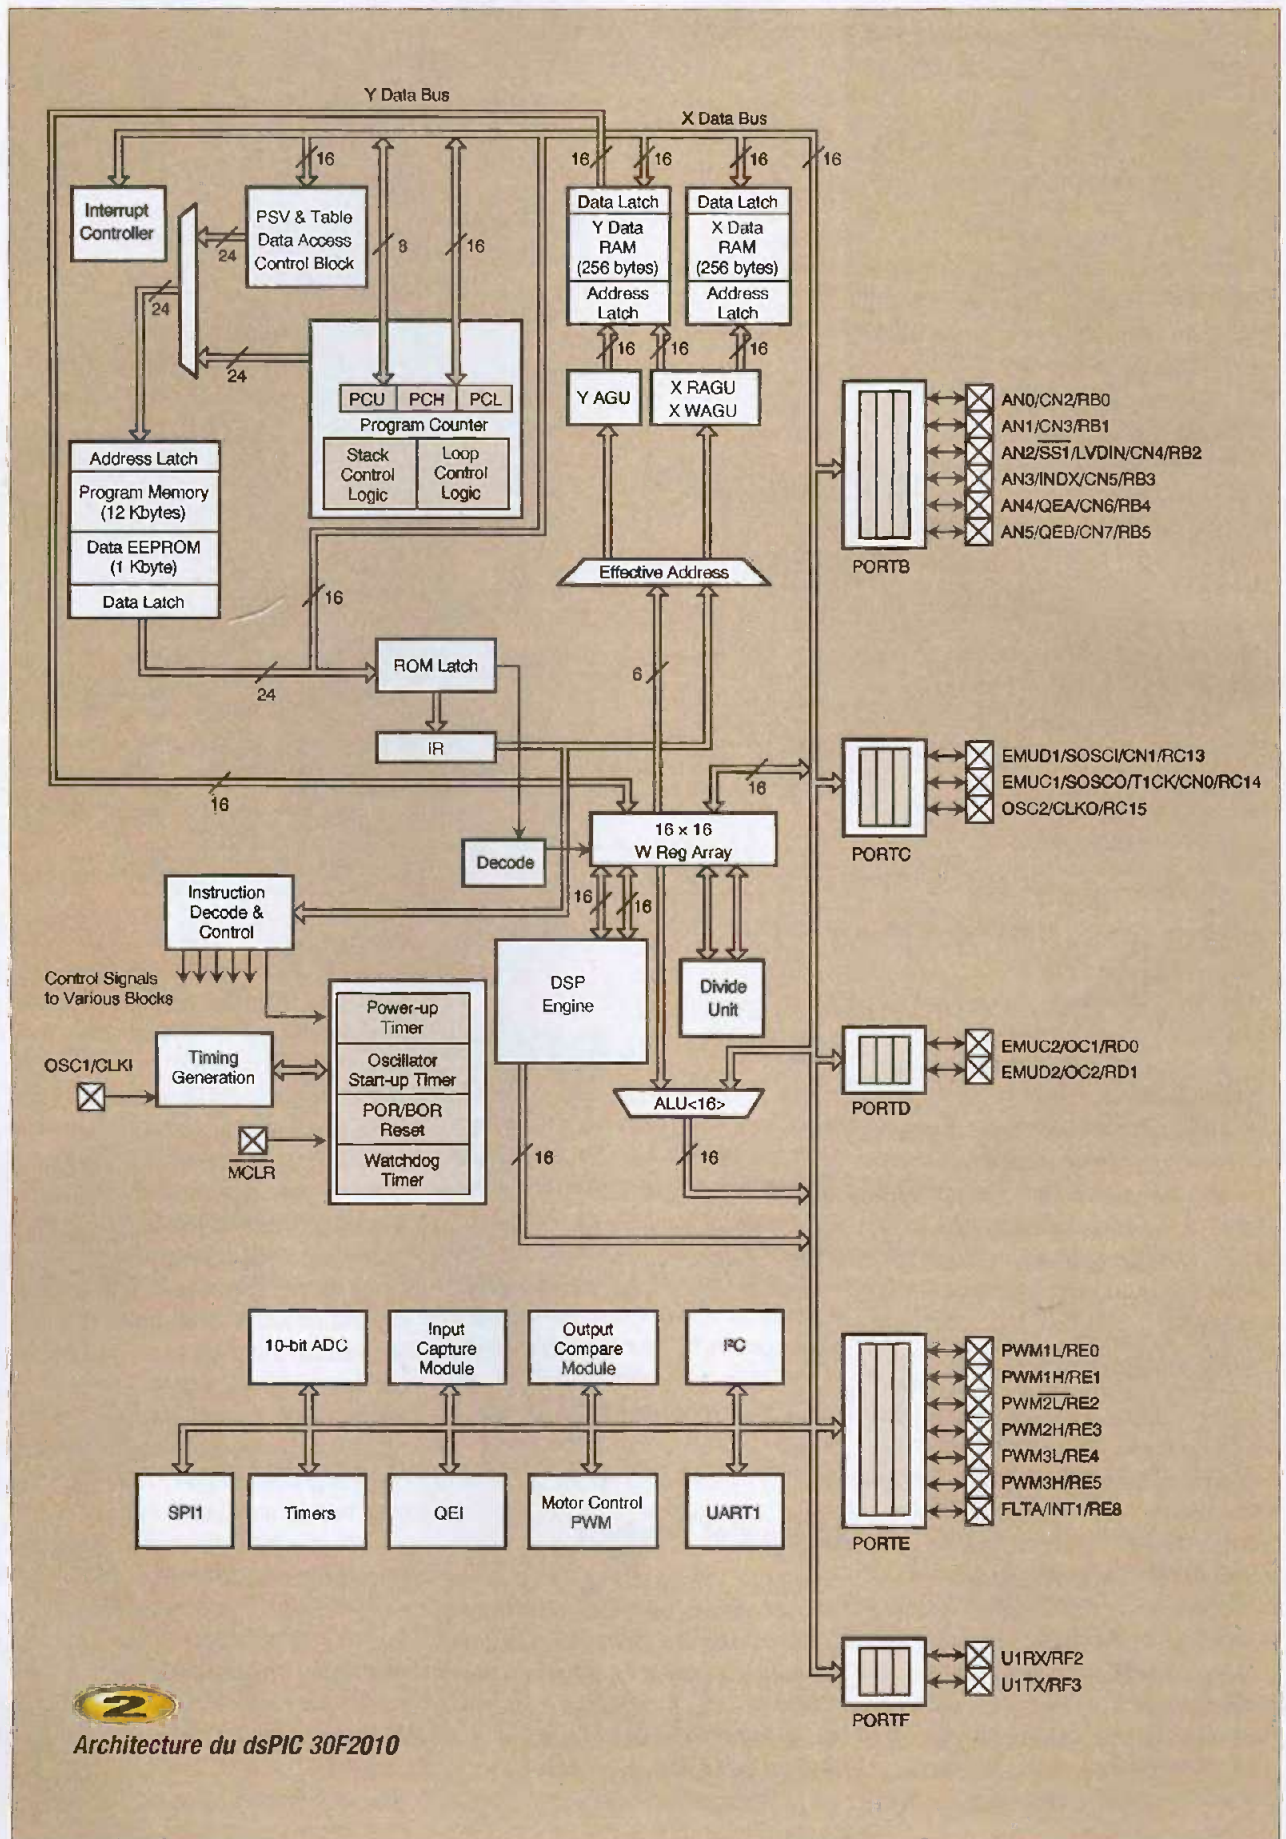 Y Data Bus
X Data Bus
16
16
16
16
16
Interrupt
Controller
PSV & Table
Data Access
Control Block
24
8
16
Data Latch
Y Data
RAM
(256 bytes)
Address
Latch
Data Latch
X Data
RAM
(256 bytes)
Address
Latch
24
24
16
16
16
PCU
PCH
PCL
Program Counter
Stack
Control
Logic
Loop
Control
Logic
Y AGU
X RAGU
X WAGU
AN0/CN2/RB0
AN1/CN3/RB1
AN2/SS1/LVDIN/CN4/RB2
AN3/INDX/CN5/RB3
AN4/QEA/CN6/RB4
AN5/QEB/CN7/RB5
PORTB
Address Latch
Program Memory
(12 Kbytes)
Data EEPROM
(1 Kbyte)
Data Latch
Effective Address
16
24
ROM Latch
6
IR
16
16
EMUD1/SOSCI/CN1/RC13
EMUC1/SOSCO/T1CK/CN0/RC14
OSC2/CLKO/RC15
PORTC
16 x 16
W Reg Array
Decode
Instruction
Decode &
Control
16
16
Control Signals
to Various Blocks
DSP
Engine
Divide
Unit
Power-up
Timer
Oscillator
Start-up Timer
POR/BOR
Reset
Watchdog
Timer
OSC1/CLKI
Timing
Generation
MCLR
ALU<16>
16
16
EMUC2/OC1/RD0
EMUD2/OC2/RD1
PORTD
10-bit ADC
Input
Capture
Module
Output
Compare
Module
I²C
SPI1
Timers
QEI
Motor Control
PWM
UART1
PWM1L/RE0
PWM1H/RE1
PWM2L/RE2
PWM2H/RE3
PWM3L/RE4
PWM3H/RE5
FLTA/INT1/RE8
PORTE
U1RX/RF2
U1TX/RF3
PORTF
2
Architecture du dsPIC 30F2010